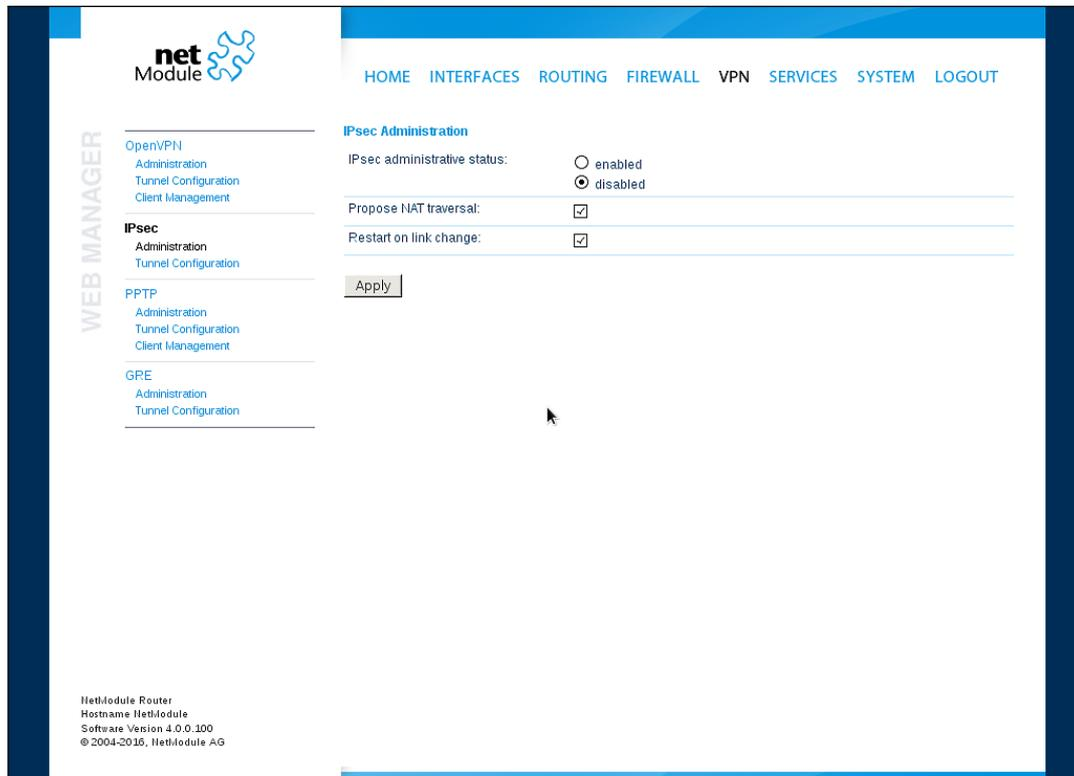 net
Module
HOME INTERFACES ROUTING FIREWALL VPN SERVICES SYSTEM LOGOUT
WEB MANAGER
OpenVPN
Administration
Tunnel Configuration
Client Management
IPsec
Administration
Tunnel Configuration
PPTP
Administration
Tunnel Configuration
Client Management
GRE
Administration
Tunnel Configuration
IPsec Administration
IPsec administrative status:
enabled
disabled
Propose NAT traversal:
Restart on link change:
Apply
NetModule Router
Hostname NetModule
Software Version 4.0.0.100
© 2004-2016, NetModule AG